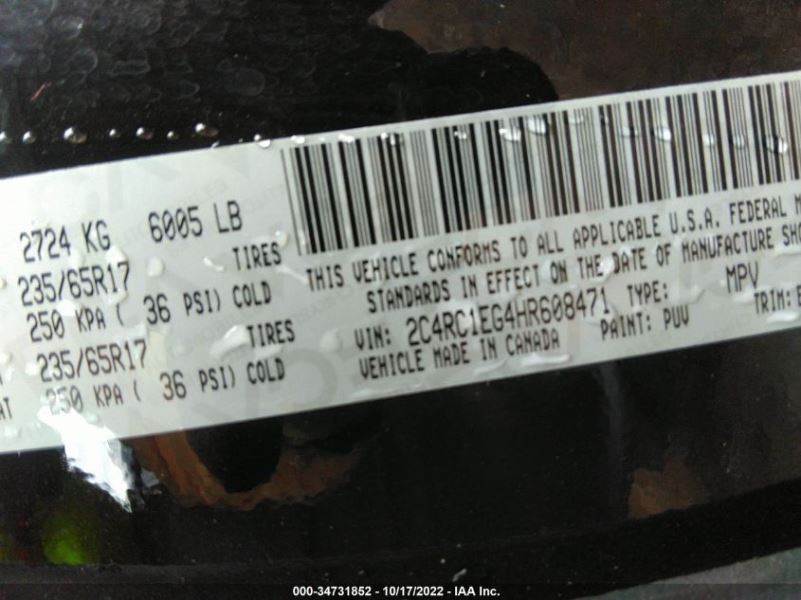 2724 KG 6005 LB
235/65R17 TIRES
250 KPA ( 36 PSI) COLD
235/65R17 TIRES
AT 250 KPA ( 36 PSI) COLD
THIS VEHICLE CONFORMS TO ALL APPLICABLE U.S.A. FEDERAL M
STANDARDS IN EFFECT ON THE DATE OF MANUFACTURE SHO
VIN: 2C4RC1EG4HR608471 TYPE: MPV
VEHICLE MADE IN CANADA PAINT: PUV TRIM:
000-34731852 - 10/17/2022 - IAA Inc.